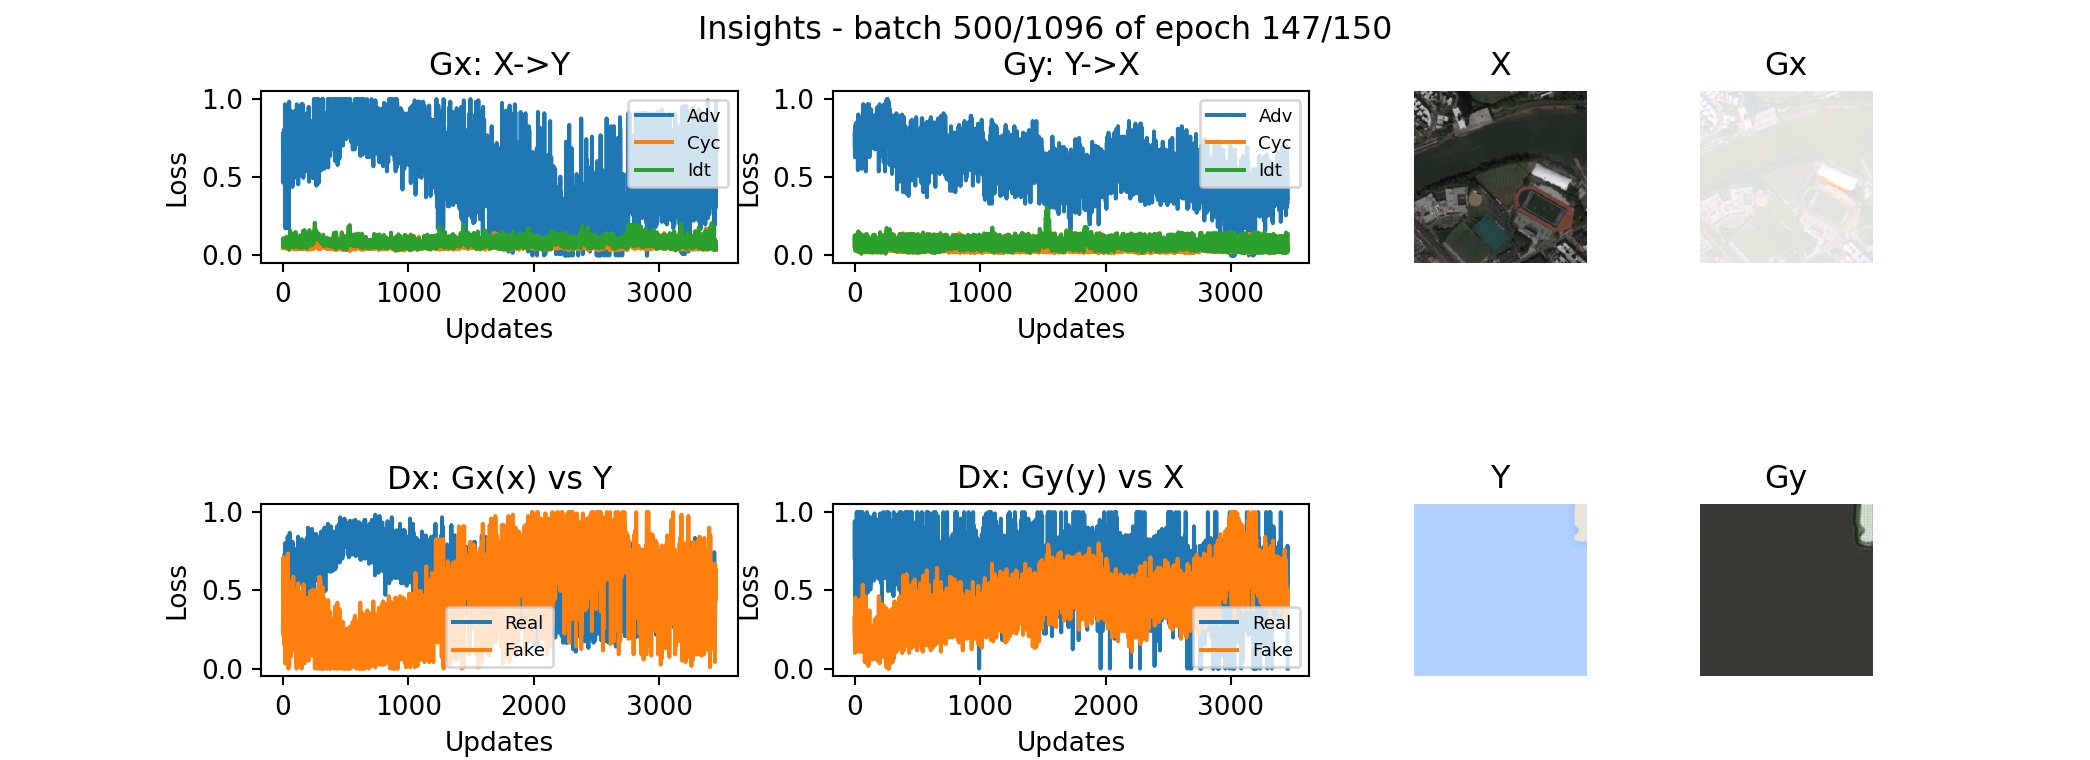 Insights - batch 500/1096 of epoch 147/150
Gx: X->Y
1.0
0.5
0.0
Loss
Adv
Cyc
Idt
0
1000
2000
3000
Updates
Gy: Y->X
1.0
0.5
0.0
Loss
Adv
Cyc
Idt
0
1000
2000
3000
Updates
X
Gx
Dx: Gx(x) vs Y
1.0
0.5
0.0
Loss
Real
Fake
0
1000
2000
3000
Updates
Dx: Gy(y) vs X
1.0
0.5
0.0
Loss
Real
Fake
0
1000
2000
3000
Updates
Y
Gy